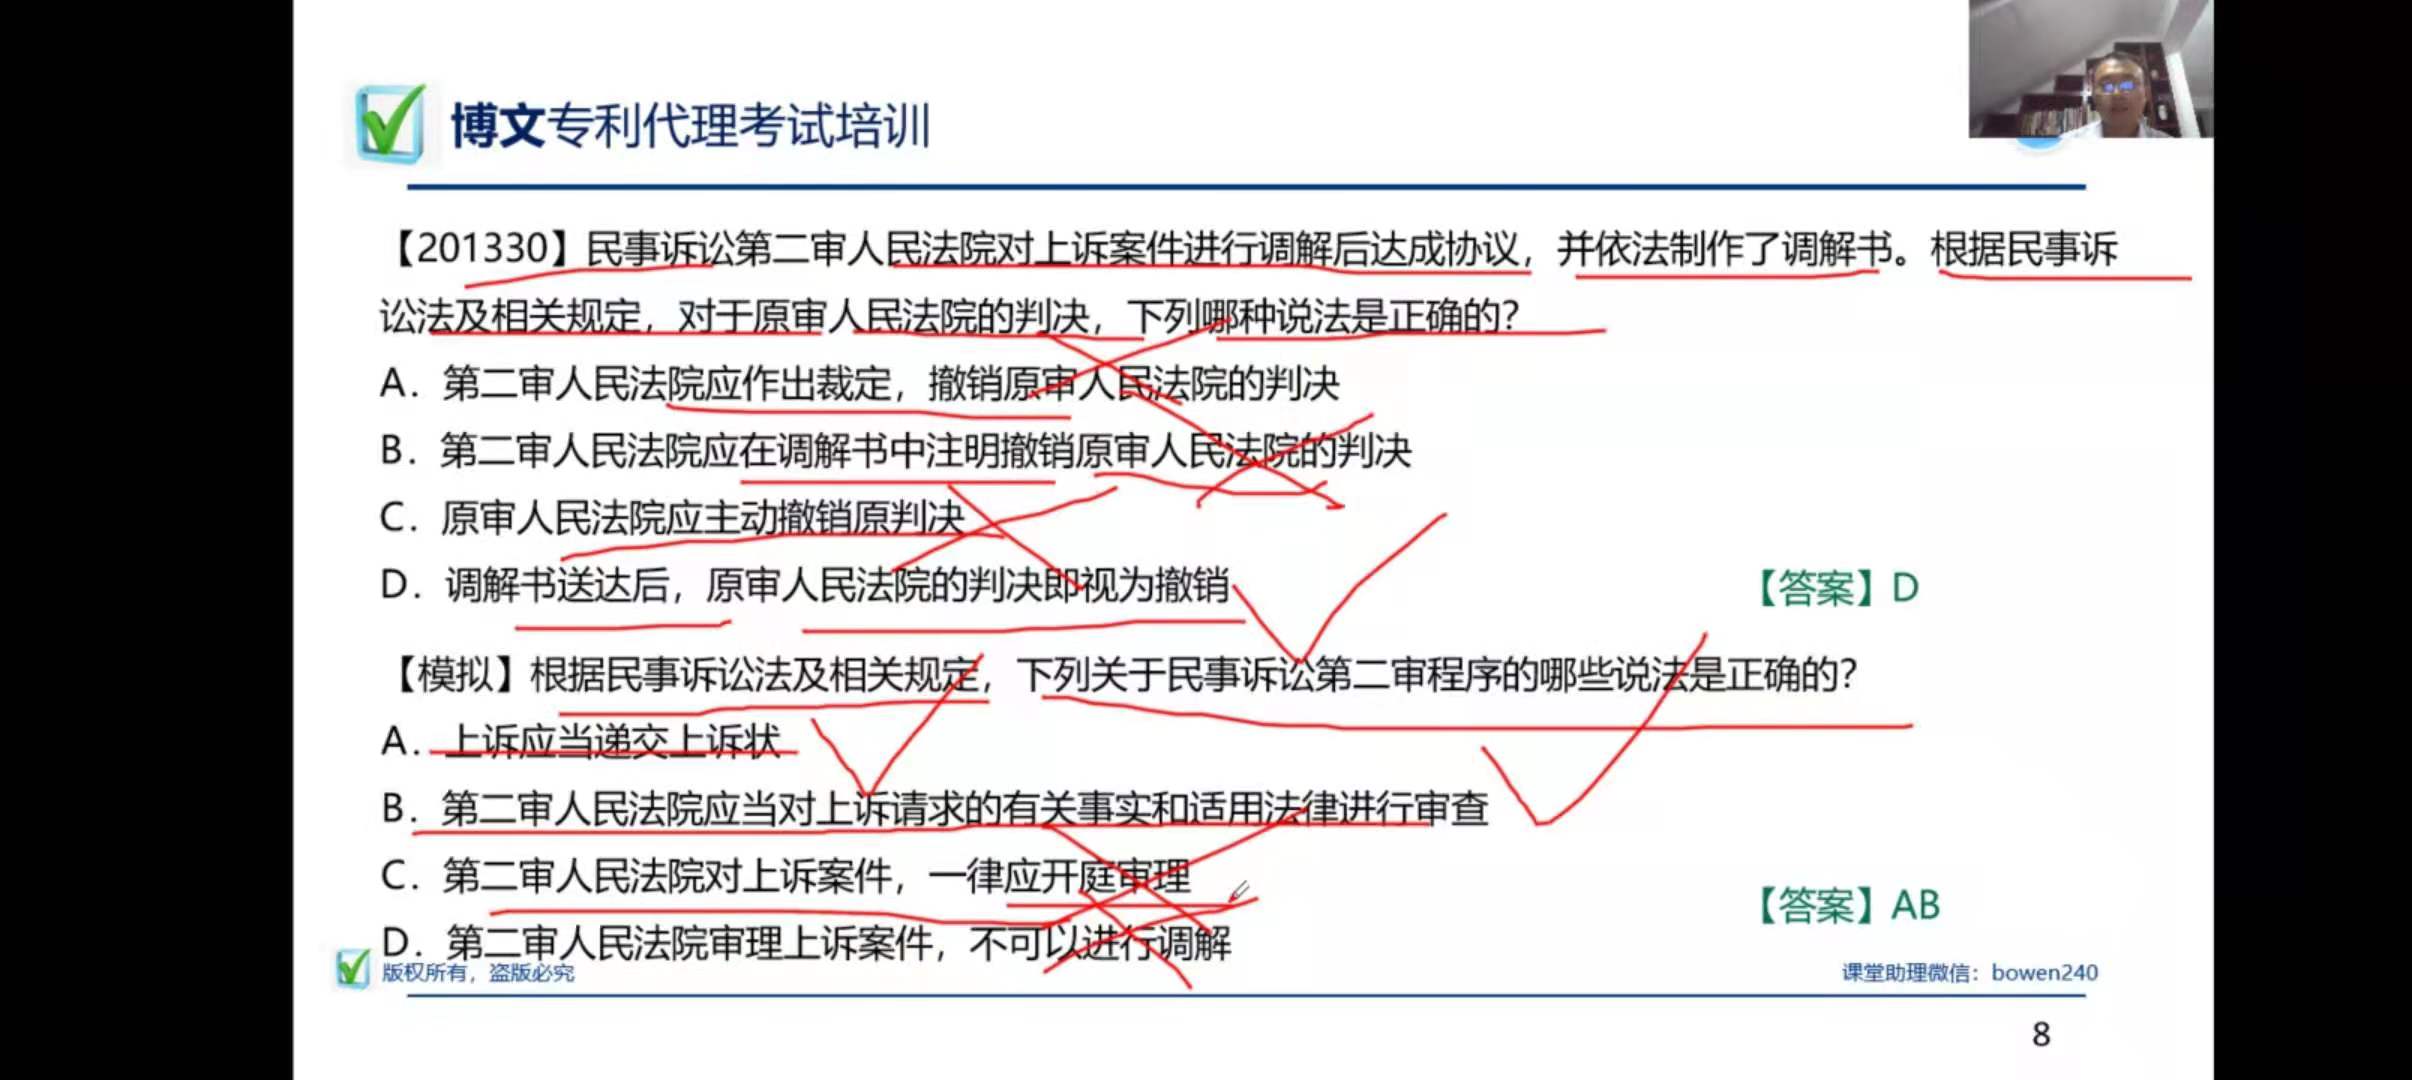 博文专利代理考试培训
【201330】民事诉讼第二审人民法院对上诉案件进行调解后达成协议，并依法制作了调解书。根据民事诉
讼法及相关规定，对于原审人民法院的判决，下列哪种说法是正确的?
A. 第二审人民法院应作出裁定，撤销原审人民法院的判决
B. 第二审人民法院应在调解书中注明撤销原审人民法院的判决
C. 原审人民法院应主动撤销原判决
D. 调解书送达后，原审人民法院的判决即视为撤销
【答案】D
【模拟】根据民事诉讼法及相关规定，下列关于民事诉讼第二审程序的哪些说法是正确的?
A. 上诉应当递交上诉状
B. 第二审人民法院应当对上诉请求的有关事实和适用法律进行审查
C. 第二审人民法院对上诉案件，一律应开庭审理
【答案】AB
D. 第二审人民法院审理上诉案件，不可以进行调解
版权所有，盗版必究
课堂助理微信：bowen240
8